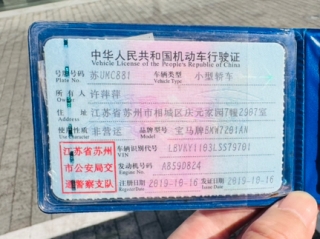 中华人民共和国机动车行驶证
Vehicle License of the People's Republic of China
号牌号码 苏UMC881 车辆类型 小型轿车
Plate No. Vehicle Type
所有人 许萍萍
Owner
住址 江苏省苏州市相城区庆元家园7幢2907室
Address
使用性质 非营运 品牌型号 宝马牌BMW7201AN
Use Character Model
江苏省苏州市公安局交通警察支队
车辆识别代号
VIN
发动机号码 A8590824
Engine No.
注册日期 2019-10-16 发证日期 2019-10-16
Register Date Issue Date